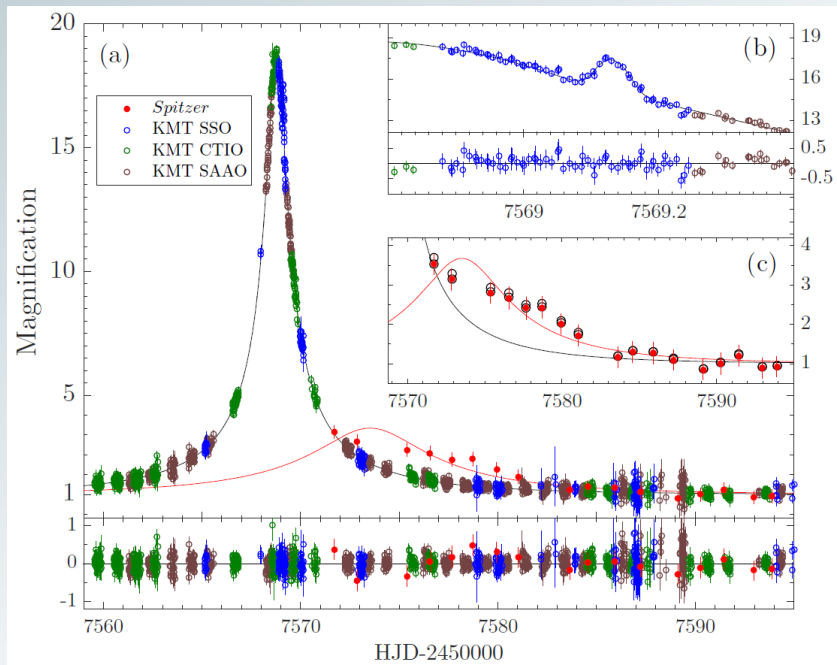 (a)
20
15
10
5
1
Magnification
Spitzer
KMT SSO
KMT CTIO
KMT SAAO
(b)
19
16
13
0.5
-0.5
7569
7569.2
(c)
4
3
2
1
7570
7580
7590
1
0
-1
7560
7570
7580
7590
HJD-2450000